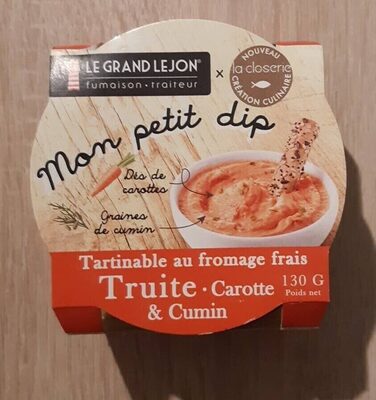 LE GRAND LEJON®
fumaison • traiteur
x
NOUVEAU
la closerie
CRÉATION CULINAIRE
Mon petit dip
Dés de
carottes
Graines
de cumin
Tartinable au fromage frais
Truite • Carotte
& Cumin
130 G
Poids net